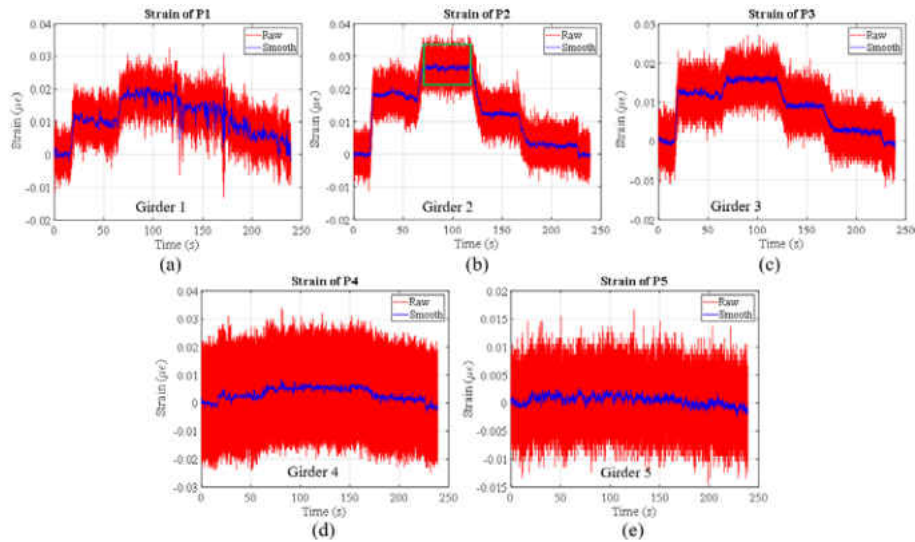 Strain of P1
0.04
0.03
0.02
0.01
0
-0.01
-0.02
Strain (με)
Raw
Smooth
Girder 1
0 50 100 150 200 250
Time (s)
(a)
Strain of P2
0.04
0.03
0.02
0.01
0
-0.01
-0.02
Strain (με)
Raw
Smooth
Girder 2
0 50 100 150 200 250
Time (s)
(b)
Strain of P3
0.03
0.02
0.01
0
-0.01
-0.02
Strain (με)
Raw
Smooth
Girder 3
0 50 100 150 200 250
Time (s)
(c)
Strain of P4
0.04
0.03
0.02
0.01
0
-0.01
-0.02
-0.03
Strain (με)
Raw
Smooth
Girder 4
0 50 100 150 200 250
Time (s)
(d)
Strain of P5
0.02
0.015
0.01
0.005
0
-0.005
-0.01
-0.015
Strain (με)
Raw
Smooth
Girder 5
0 50 100 150 200 250
Time (s)
(e)